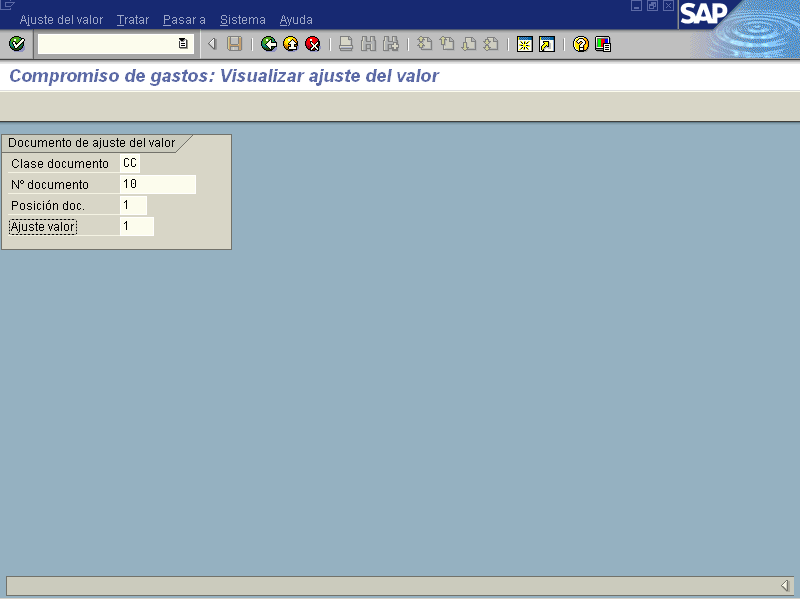 Ajuste del valor Tratar Pasar a Sistema Ayuda
SAP
Compromiso de gastos: Visualizar ajuste del valor
Documento de ajuste del valor
Clase documento CC
Nº documento 10
Posición doc. 1
Ajuste valor 1